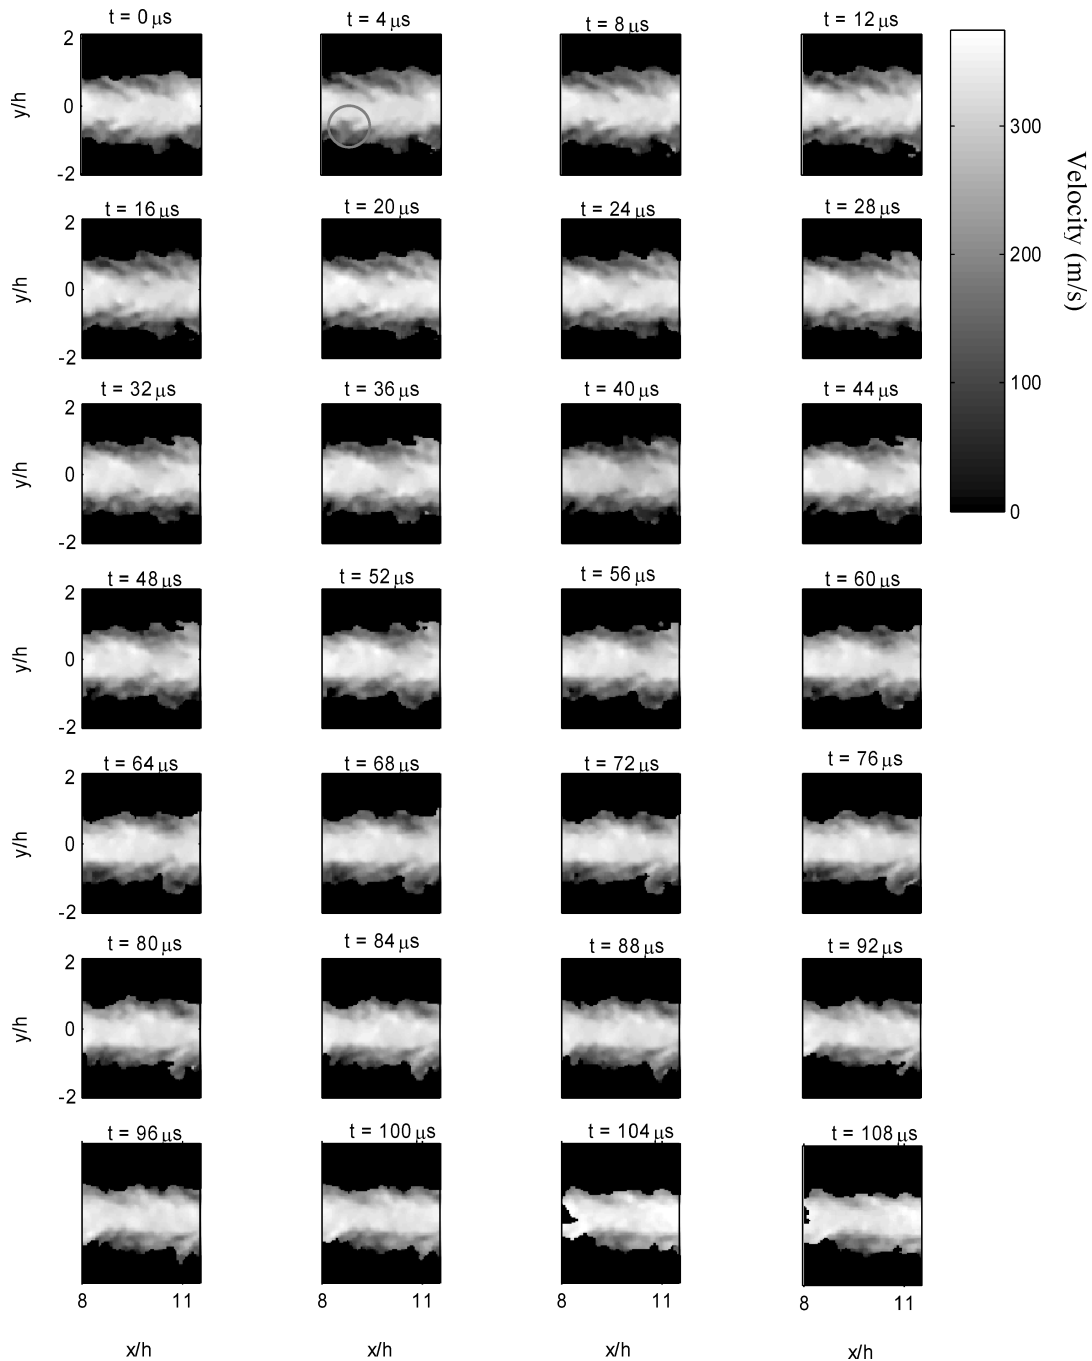 t = 0 μs t = 4 μs t = 8 μs t = 12 μs
2
0
-2
y/h
300
200
100
0
Velocity (m/s)
t = 16 μs t = 20 μs t = 24 μs t = 28 μs
2
0
-2
y/h
t = 32 μs t = 36 μs t = 40 μs t = 44 μs
2
0
-2
y/h
t = 48 μs t = 52 μs t = 56 μs t = 60 μs
2
0
-2
y/h
t = 64 μs t = 68 μs t = 72 μs t = 76 μs
2
0
-2
y/h
t = 80 μs t = 84 μs t = 88 μs t = 92 μs
2
0
-2
y/h
t = 96 μs t = 100 μs t = 104 μs t = 108 μs
8 11 8 11 8 11 8 11
x/h x/h x/h x/h